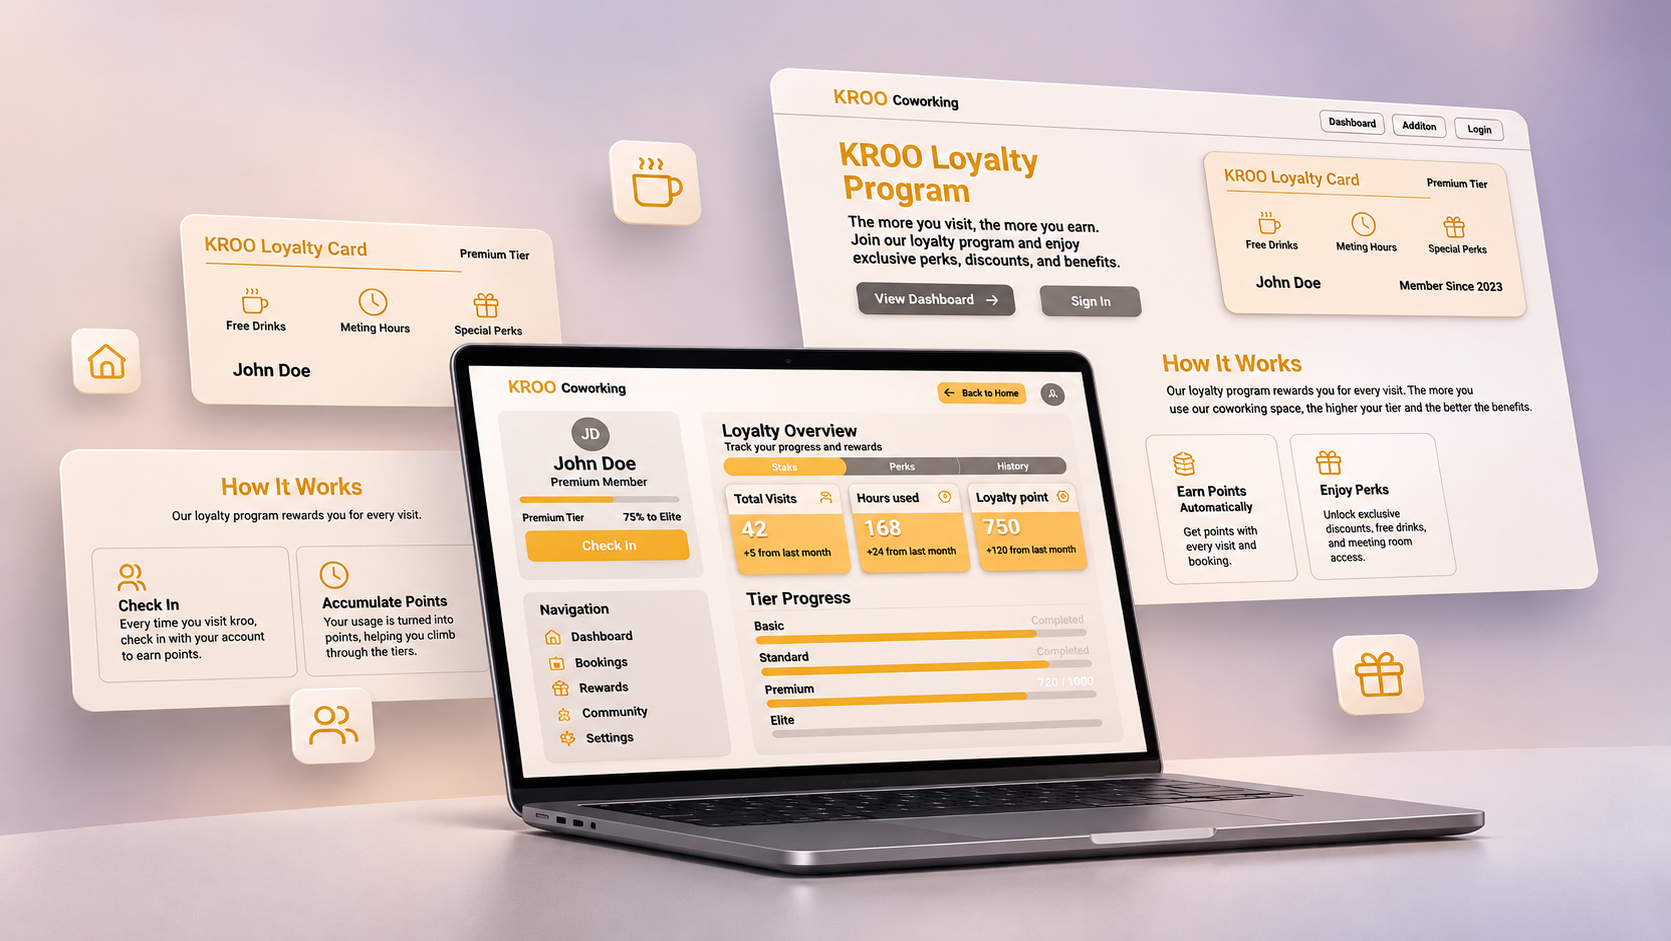 KROO Coworking
Dashboard
Additon
Login
KROO Loyalty
Program
The more you visit, the more you earn.
Join our loyalty program and enjoy
exclusive perks, discounts, and benefits.
View Dashboard →
Sign In
KROO Loyalty Card
Premium Tier
Free Drinks
Meting Hours
Special Perks
John Doe
Member Since 2023
How It Works
Our loyalty program rewards you for every visit. The more you
use our coworking space, the higher your tier and the better the benefits.
Earn Points
Automatically
Get points with
every visit and
booking.
Enjoy Perks
Unlock exclusive
discounts, free drinks,
and meeting room
access.
KROO Loyalty Card
Premium Tier
Free Drinks
Meting Hours
Special Perks
John Doe
How It Works
Our loyalty program rewards you for every visit.
Check In
Every time you visit kroo,
check in with your account
to earn points.
Accumulate Points
Your usage is turned into
points, helping you climb
through the tiers.
KROO Coworking
← Back to Home
JD
John Doe
Premium Member
Premium Tier
75% to Elite
Check In
Navigation
Dashboard
Bookings
Rewards
Community
Settings
Loyalty Overview
Track your progress and rewards
Staks
Perks
History
Total Visits
42
+5 from last month
Hours used
168
+24 from last month
Loyalty point
750
+120 from last month
Tier Progress
Basic
Completed
Standard
Completed
Premium
720 / 1000
Elite